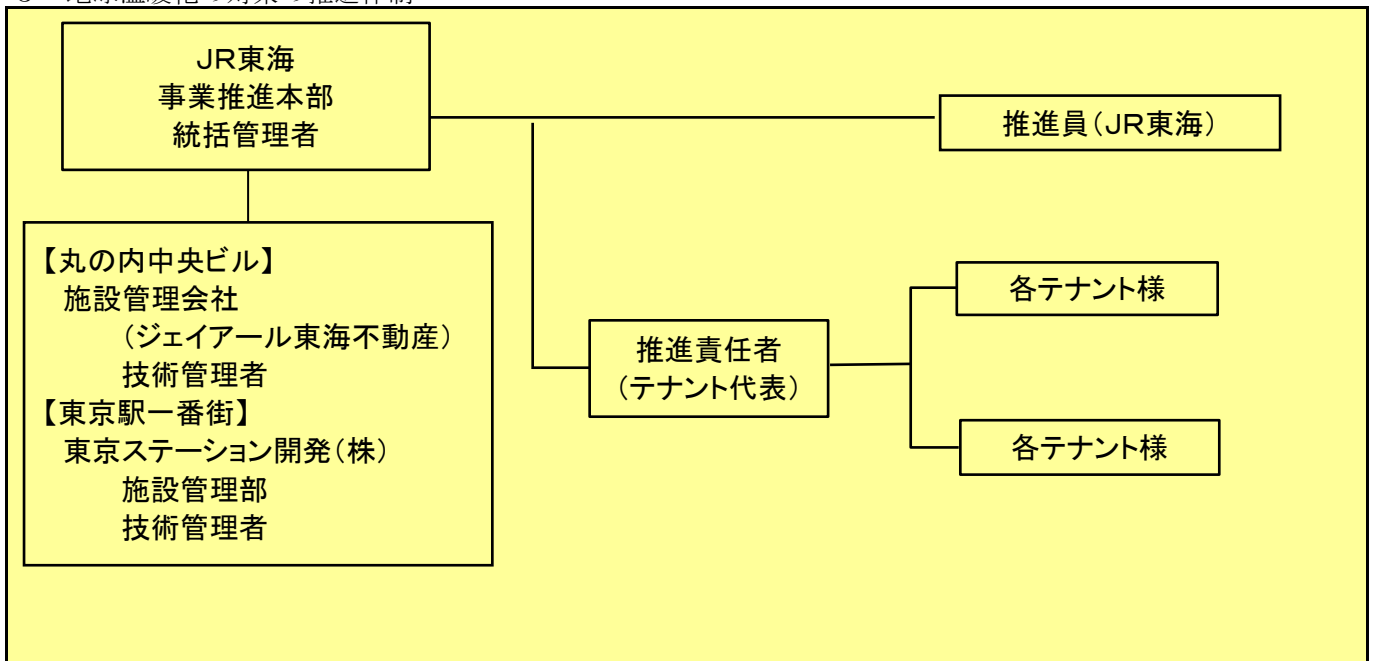 ＪＲ東海
事業推進本部
統括管理者
推進員（ＪＲ東海）
【丸の内中央ビル】
施設管理会社
（ジェイアール東海不動産）
技術管理者
【東京駅一番街】
東京ステーション開発（株）
施設管理部
技術管理者
推進責任者
（テナント代表）
各テナント様
各テナント様